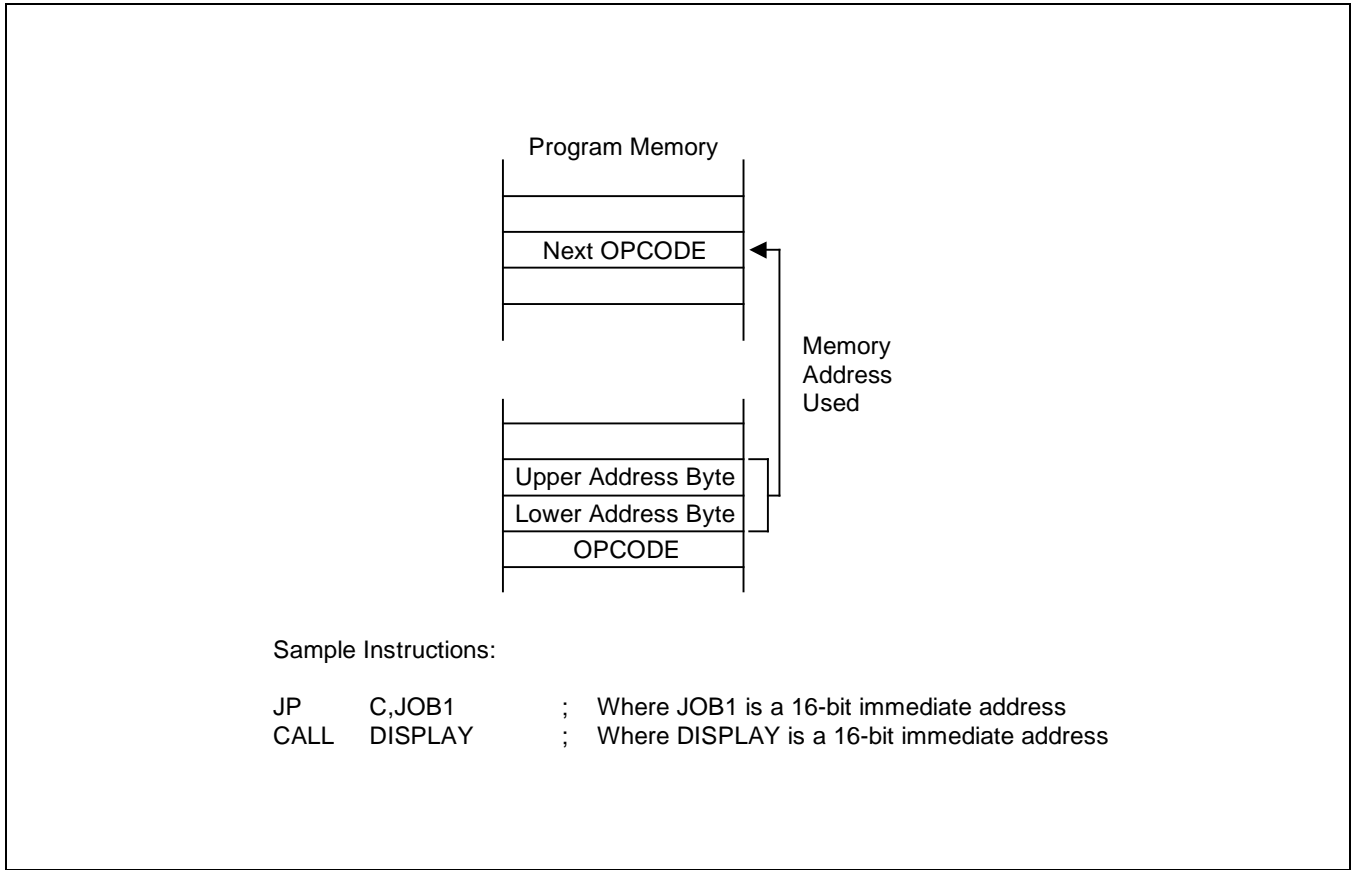 Program Memory
Next OPCODE
Memory
Address
Used
Upper Address Byte
Lower Address Byte
OPCODE
Sample Instructions:
JP C,JOB1 ; Where JOB1 is a 16-bit immediate address
CALL DISPLAY ; Where DISPLAY is a 16-bit immediate address